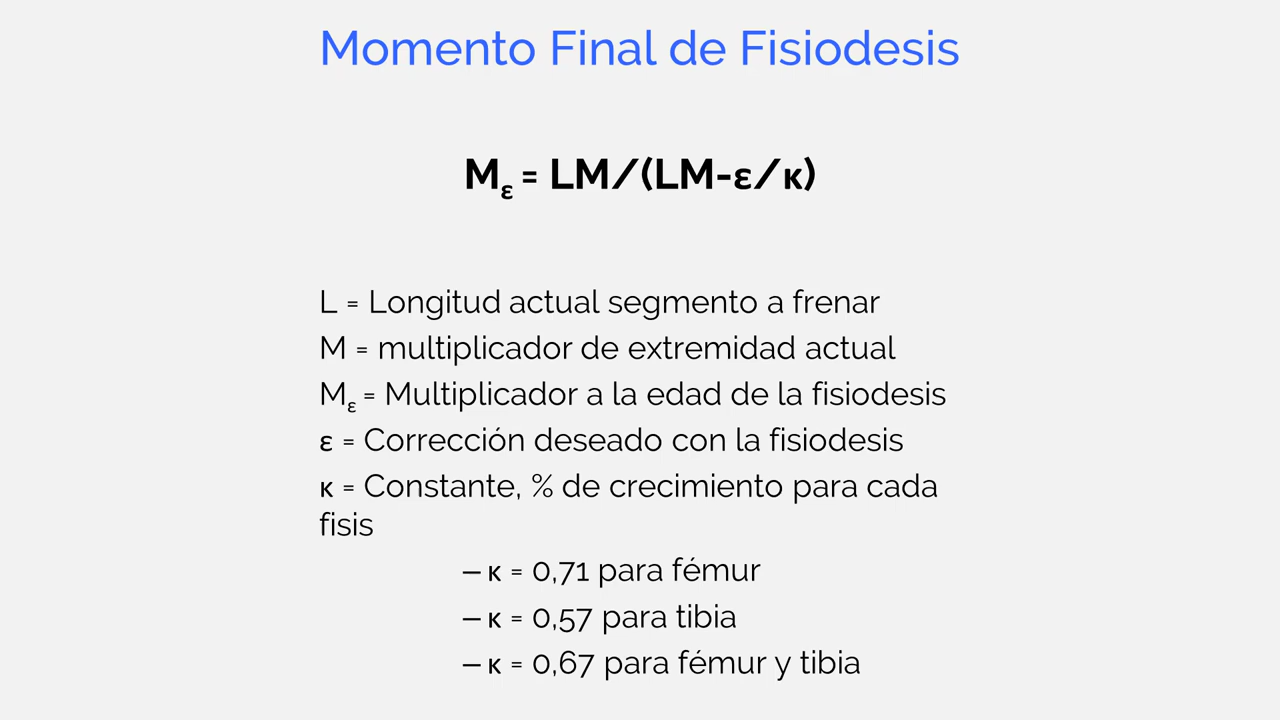 Momento Final de Fisiodesis
Mε = LM/(LM-ε/κ)
L = Longitud actual segmento a frenar
M = multiplicador de extremidad actual
Mε = Multiplicador a la edad de la fisiodesis
ε = Corrección deseado con la fisiodesis
κ = Constante, % de crecimiento para cada
fisis
– κ = 0,71 para fémur
– κ = 0,57 para tibia
– κ = 0,67 para fémur y tibia